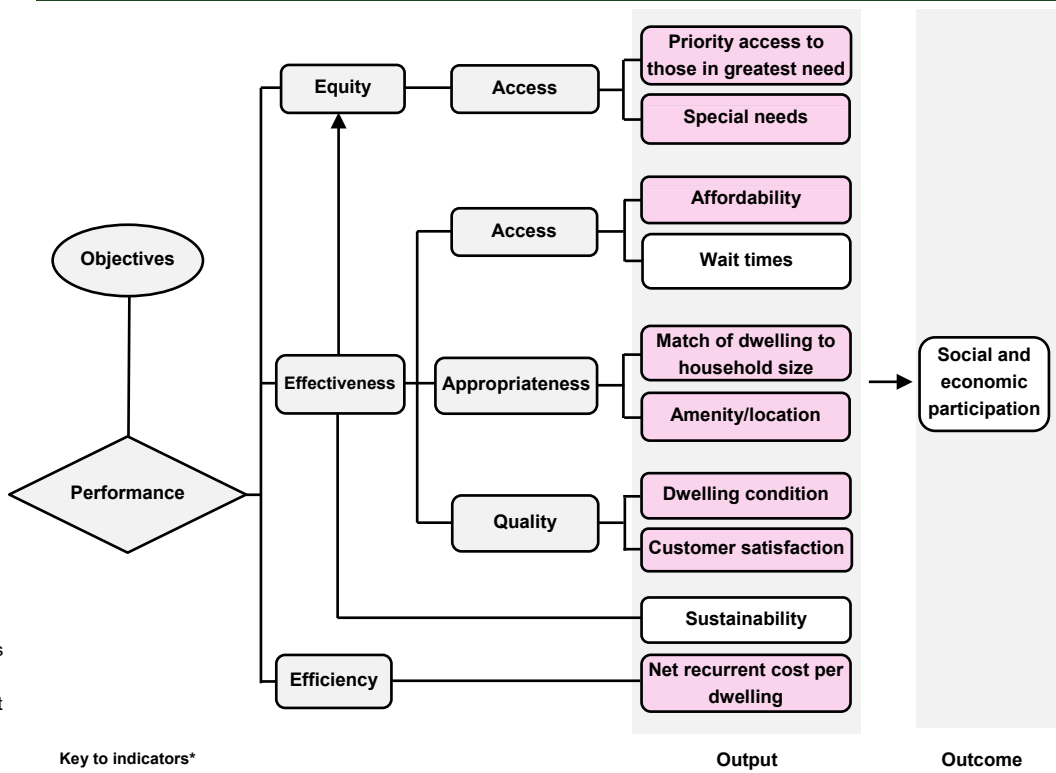 Priority access to
those in greatest need
Equity
Access
Special needs
Affordability
Access
Wait times
Objectives
Match of dwelling to
household size
Social and
economic
participation
Effectiveness
Appropriateness
Amenity/location
Performance
Dwelling condition
Quality
Customer satisfaction
Sustainability
s
Efficiency
Net recurrent cost per
dwelling
t
Key to indicators*
Output
Outcome